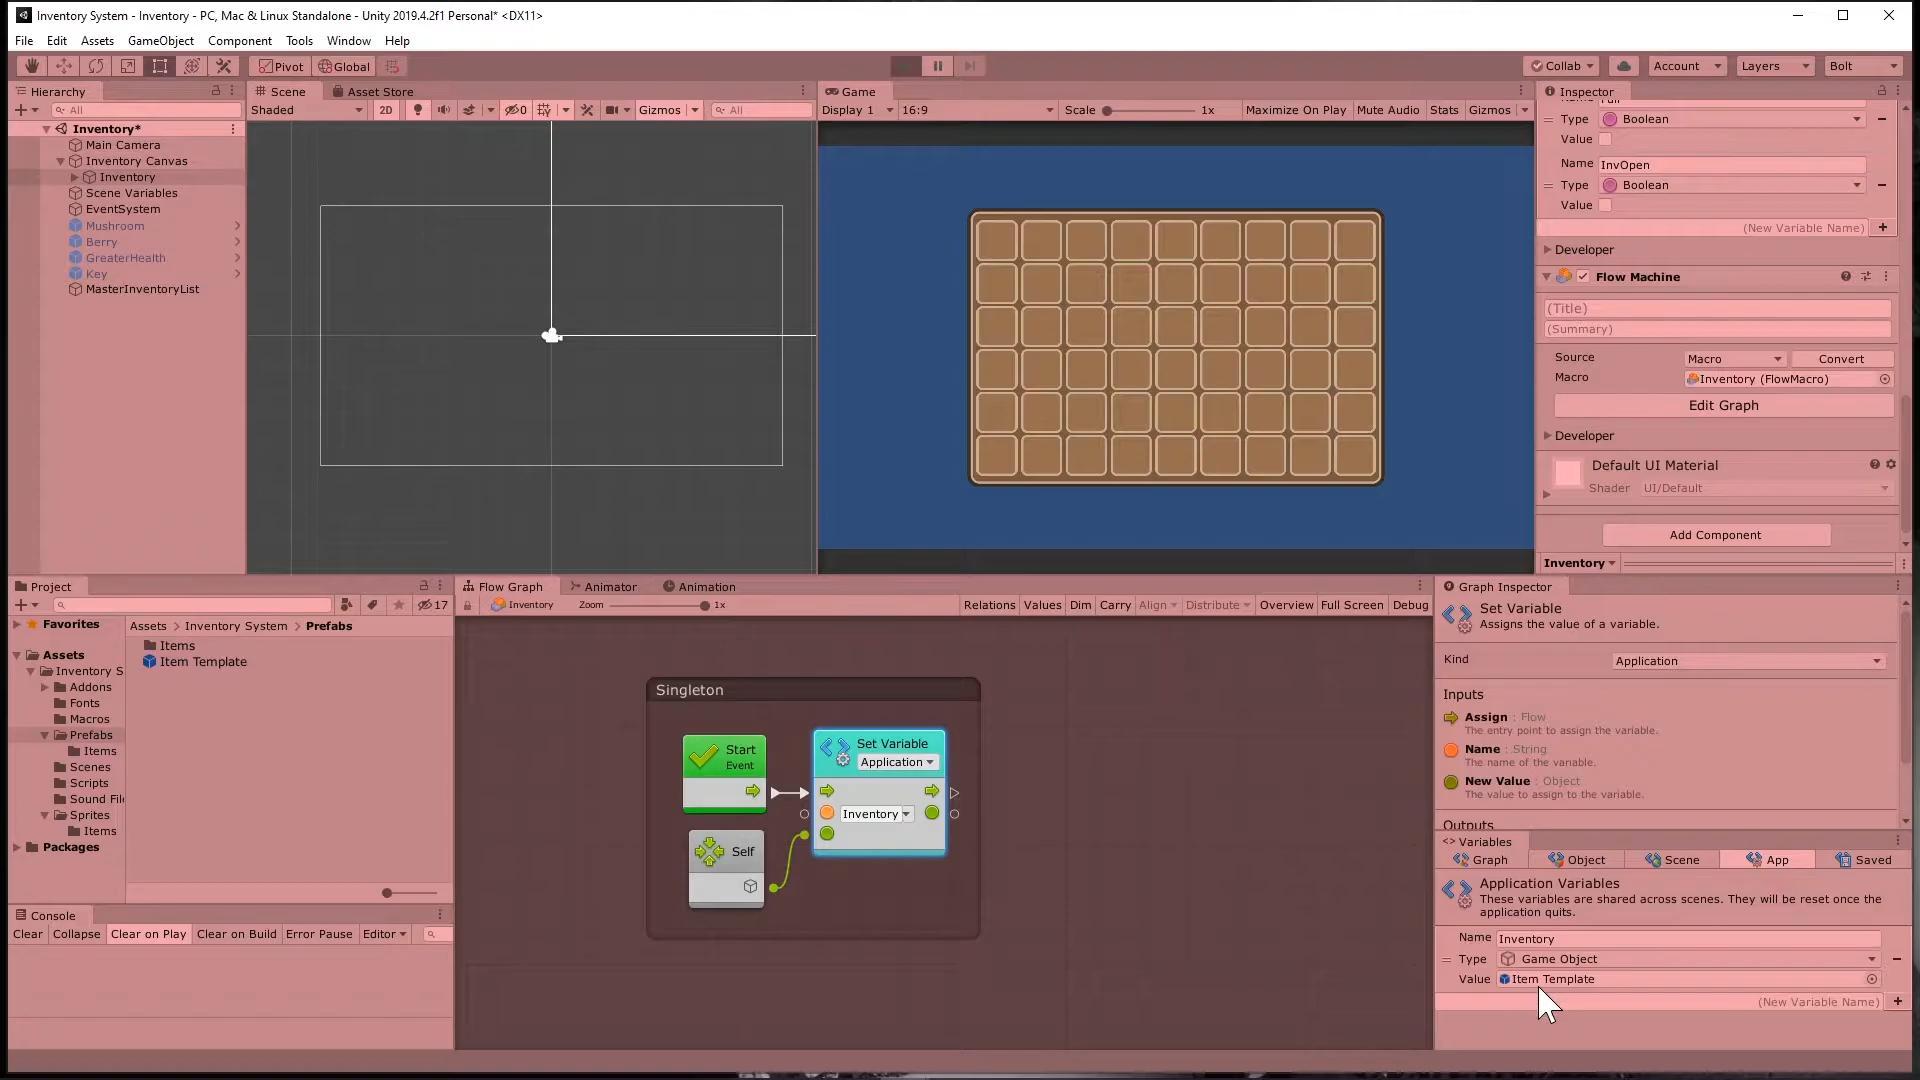 Inventory System - Inventory - PC, Mac & Linux Standalone - Unity 2019.4.2f1 Personal* <DX11>
File Edit Assets GameObject Component Tools Window Help
Pivot Global Collab Account Layers Bolt
Hierarchy
All
Inventory*
Main Camera
Inventory Canvas
Inventory
Scene Variables
EventSystem
Mushroom
Berry
GreaterHealth
Key
MasterInventoryList
Scene Asset Store
Shaded 2D 0 Gizmos All
Game
Display 1 16:9 Scale 1x Maximize On Play Mute Audio Stats Gizmos
Inspector
Type Boolean
Value
Name InvOpen
Type Boolean
Value
(New Variable Name)
Developer
Flow Machine
(Title)
(Summary)
Source Macro Convert
Macro Inventory (FlowMacro)
Edit Graph
Developer
Default UI Material
Shader UI/Default
Add Component
Inventory
Project
17
Favorites
Assets
Inventory S
Addons
Fonts
Macros
Prefabs
Items
Scenes
Scripts
Sound File
Sprites
Items
Packages
Assets > Inventory System > Prefabs
Items
Item Template
Console
Clear Collapse Clear on Play Clear on Build Error Pause Editor
Flow Graph Animator Animation
Inventory Zoom 1x Relations Values Dim Carry Align Distribute Overview Full Screen Debug
Singleton
Start
Event
Set Variable
Application
Inventory
Self
Graph Inspector
Set Variable
Assigns the value of a variable.
Kind Application
Inputs
Assign : Flow
The entry point to assign the variable.
Name : String
The name of the variable.
New Value : Object
The value to assign to the variable.
Outputs
<> Variables
Graph Object Scene App Saved
Application Variables
These variables are shared across scenes. They will be reset once the
application quits.
Name Inventory
Type Game Object
Value Item Template
(New Variable Name)